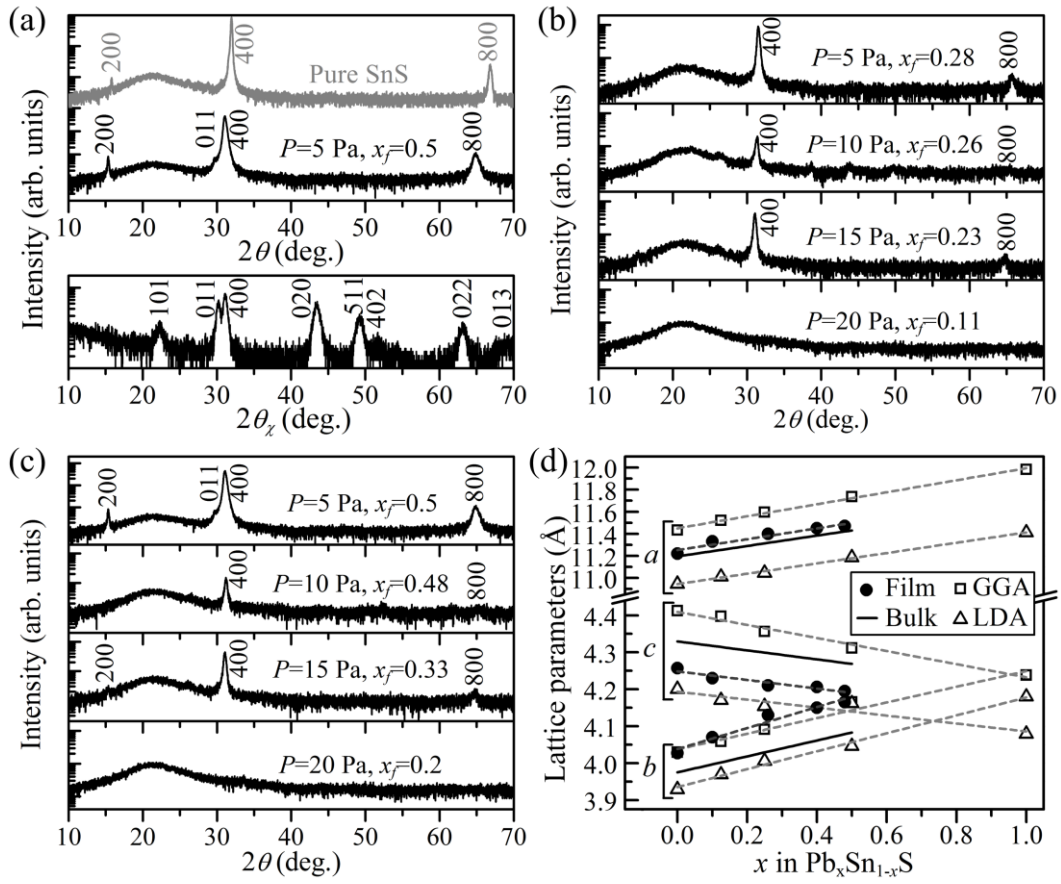 (a)
200
400
Pure SnS
800
200
011
400
P=5 Pa, x_f=0.5
800
10 20 30 40 50 60 70
2θ (deg.)
101
011
400
020
511
402
022
013
10 20 30 40 50 60 70
2θ_χ (deg.)
Intensity (arb. units)
(b)
400
P=5 Pa, x_f=0.28
800
400
P=10 Pa, x_f=0.26
800
400
P=15 Pa, x_f=0.23
800
P=20 Pa, x_f=0.11
10 20 30 40 50 60 70
2θ (deg.)
Intensity (arb. units)
(c)
200
011
400
P=5 Pa, x_f=0.5
800
400
P=10 Pa, x_f=0.48
800
200
400
P=15 Pa, x_f=0.33
800
P=20 Pa, x_f=0.2
10 20 30 40 50 60 70
2θ (deg.)
Intensity (arb. units)
(d)
12.0
11.6
11.4
11.2
11.0
4.4
4.3
4.2
4.1
4.0
3.9
Lattice parameters (Å)
a
c
b
Film
GGA
Bulk
LDA
0.0 0.2 0.4 0.6 0.8 1.0
x in Pb_xSn_{1-x}S